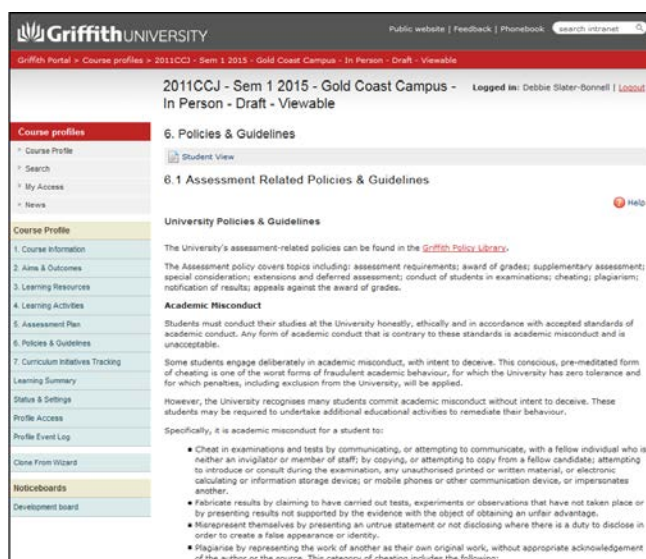 Griffith UNIVERSITY
Public website | Feedback | Phonebook
search intranet
Griffith Portal > Course profiles > 2011CCJ - Sem 1 2015 - Gold Coast Campus - In Person - Draft - Viewable
2011CCJ - Sem 1 2015 - Gold Coast Campus -
In Person - Draft - Viewable
Logged in: Debbie Slater-Bonnell | Logout
Course profiles
Course Profile
Search
My Access
News
Course Profile
1. Course Information
2. Aims & Outcomes
3. Learning Resources
4. Learning Activities
5. Assessment Plan
6. Policies & Guidelines
7. Curriculum Initiatives Tracking
Learning Summary
Status & Settings
Profile Access
Profile Event Log
Clone From Wizard
Noticeboards
Development board
6. Policies & Guidelines
Student View
6.1 Assessment Related Policies & Guidelines
Help
University Policies & Guidelines
The University's assessment-related policies can be found in the Griffith Policy Library.
The Assessment policy covers topics including: assessment requirements; award of grades; supplementary assessment;
special consideration; extensions and deferred assessment; conduct of students in examinations; cheating; plagiarism;
notification of results; appeals against the award of grades.
Academic Misconduct
Students must conduct their studies at the University honestly, ethically and in accordance with accepted standards of
academic conduct. Any form of academic conduct that is contrary to these standards is academic misconduct and is
unacceptable.
Some students engage deliberately in academic misconduct, with intent to deceive. This conscious, pre-meditated form
of cheating is one of the worst forms of fraudulent academic behaviour, for which the University has zero tolerance and
for which penalties, including exclusion from the University, will be applied.
However, the University recognises many students commit academic misconduct without intent to deceive. These
students may be required to undertake additional educational activities to remediate their behaviour.
Specifically, it is academic misconduct for a student to:
Cheat in examinations and tests by communicating, or attempting to communicate, with a fellow individual who is
neither an invigilator or member of staff; by copying, or attempting to copy from a fellow candidate; attempting
to introduce or consult during the examination, any unauthorised printed or written material, or electronic
calculating or information storage device; or mobile phones or other communication device, or impersonates
another.
Fabricate results by claiming to have carried out tests, experiments or observations that have not taken place or
by presenting results not supported by the evidence with the object of obtaining an unfair advantage.
Misrepresent themselves by presenting an untrue statement or not disclosing where there is a duty to disclose in
order to create a false appearance or identity.
Plagiarise by representing the work of another as their own original work, without appropriate acknowledgement
of the author or the source. This category of cheating includes the following: